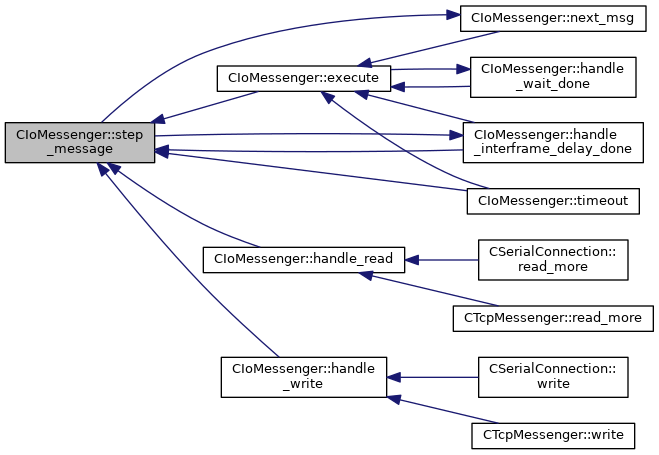 CIoMessenger::next_msg
CIoMessenger::execute
CIoMessenger::handle
_wait_done
CIoMessenger::step
_message
CIoMessenger::handle
_interframe_delay_done
CIoMessenger::timeout
CIoMessenger::handle_read
CSerialConnection::
read_more
CTcpMessenger::read_more
CIoMessenger::handle
_write
CSerialConnection::
write
CTcpMessenger::write